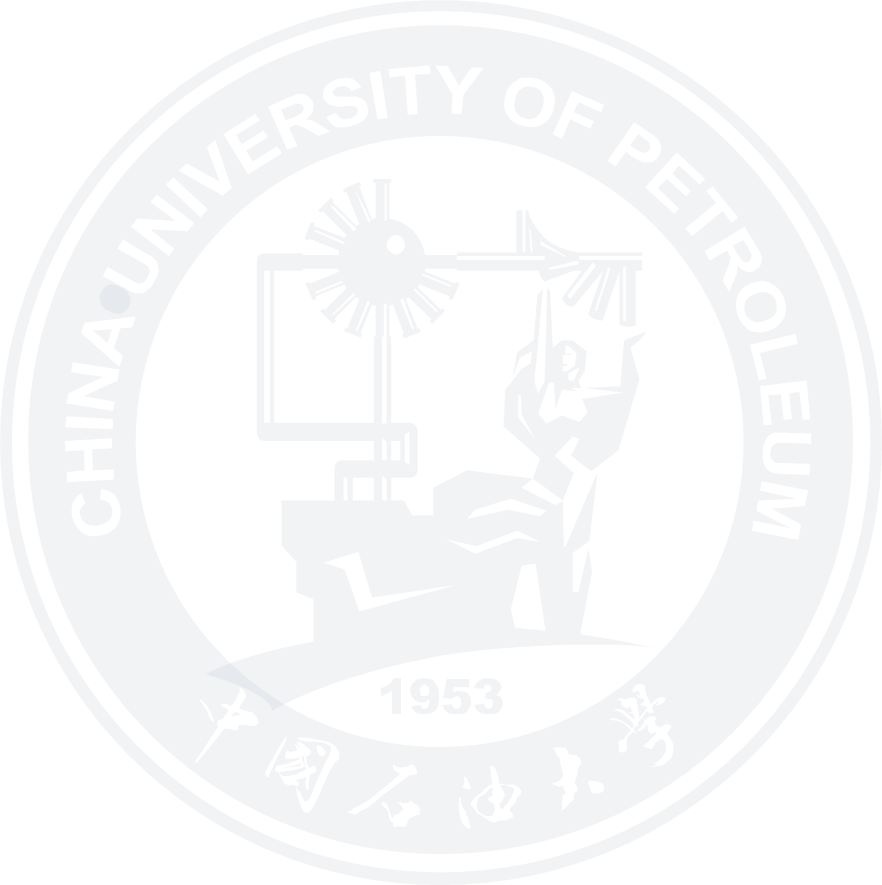 CHINA UNIVERSITY OF PETROLEUM
1953
中國石油大學